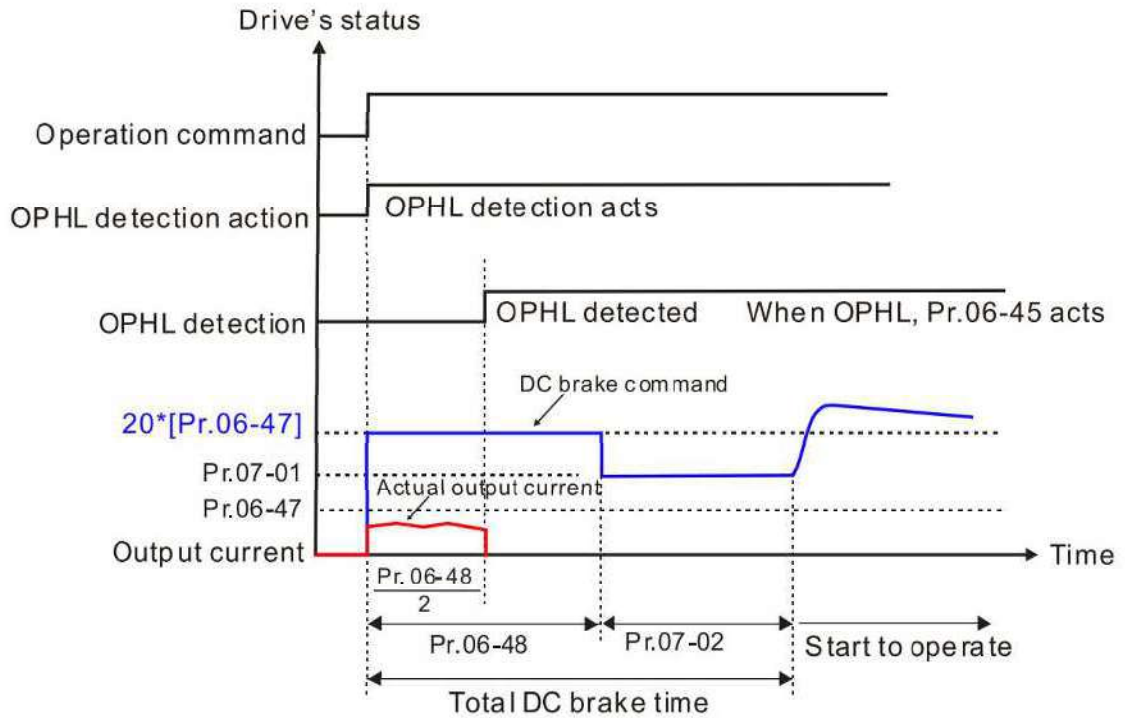 Drive's status
Operation command
OPHL detection action
OPHL detection acts
OPHL detection
OPHL detected
When OPHL, Pr.06-45 acts
DC brake command
20*[Pr.06-47]
Pr.07-01
Actual output current
Pr.06-47
Output current
Time
Pr.06-48
2
Pr.06-48
Pr.07-02
Start to operate
Total DC brake time